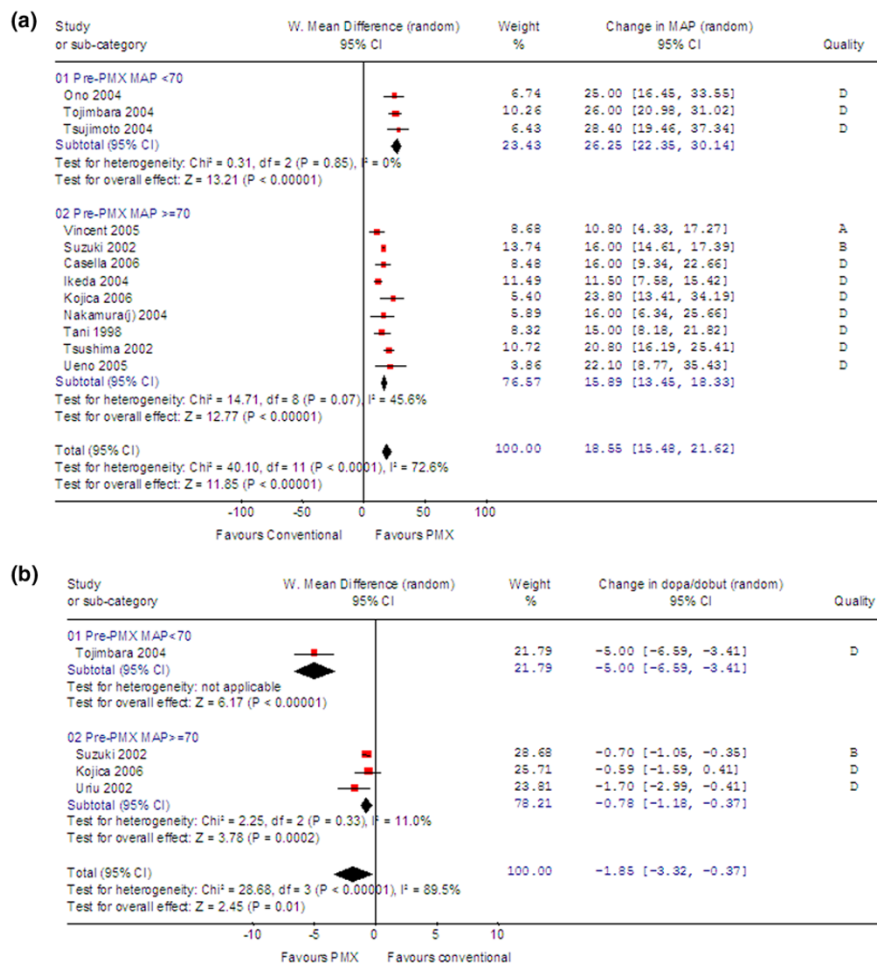 (a)
Study W. Mean Difference (random) Weight Change in MAP (random)
or sub-category 95% CI % 95% CI Quality
01 Pre-PMX MAP <70
Ono 2004 6.74 25.00 [16.45, 33.55] D
Tojimbara 2004 10.26 26.00 [20.98, 31.02] D
Tsujimoto 2004 6.43 28.40 [19.46, 37.34] D
Subtotal (95% CI) 23.43 26.25 [22.35, 30.14]
Test for heterogeneity: Chi² = 0.31, df = 2 (P = 0.85), I² = 0%
Test for overall effect: Z = 13.21 (P < 0.00001)
02 Pre-PMX MAP >=70
Vincent 2005 8.68 10.80 [4.33, 17.27] A
Suzuki 2002 13.74 16.00 [14.61, 17.39] B
Casella 2006 8.48 16.00 [9.34, 22.66] D
Ikeda 2004 11.49 11.50 [7.58, 15.42] D
Kojica 2006 5.40 23.80 [13.41, 34.19] D
Nakamura(j) 2004 5.89 16.00 [6.34, 25.66] D
Tani 1998 8.32 15.00 [8.18, 21.82] D
Tsushima 2002 10.72 20.80 [16.19, 25.41] D
Ueno 2005 3.86 22.10 [8.77, 35.43] D
Subtotal (95% CI) 76.57 15.89 [13.45, 18.33]
Test for heterogeneity: Chi² = 14.71, df = 8 (P = 0.07), I² = 45.6%
Test for overall effect: Z = 12.77 (P < 0.00001)
Total (95% CI) 100.00 18.55 [15.48, 21.62]
Test for heterogeneity: Chi² = 40.10, df = 11 (P < 0.0001), I² = 72.6%
Test for overall effect: Z = 11.85 (P < 0.00001)
-100 -50 0 50 100
Favours Conventional Favours PMX
(b)
Study W. Mean Difference (random) Weight Change in dopa/dobut (random)
or sub-category 95% CI % 95% CI Quality
01 Pre-PMX MAP<70
Tojimbara 2004 21.79 -5.00 [-6.59, -3.41] D
Subtotal (95% CI) 21.79 -5.00 [-6.59, -3.41]
Test for heterogeneity: not applicable
Test for overall effect: Z = 6.17 (P < 0.00001)
02 Pre-PMX MAP>=70
Suzuki 2002 28.68 -0.70 [-1.05, -0.35] B
Kojica 2006 25.71 -0.59 [-1.59, 0.41] D
Uriu 2002 23.81 -1.70 [-2.99, -0.41] D
Subtotal (95% CI) 78.21 -0.78 [-1.18, -0.37]
Test for heterogeneity: Chi² = 2.25, df = 2 (P = 0.33), I² = 11.0%
Test for overall effect: Z = 3.78 (P = 0.0002)
Total (95% CI) 100.00 -1.85 [-3.32, -0.37]
Test for heterogeneity: Chi² = 28.68, df = 3 (P < 0.00001), I² = 89.5%
Test for overall effect: Z = 2.45 (P = 0.01)
-10 -5 0 5 10
Favours PMX Favours conventional